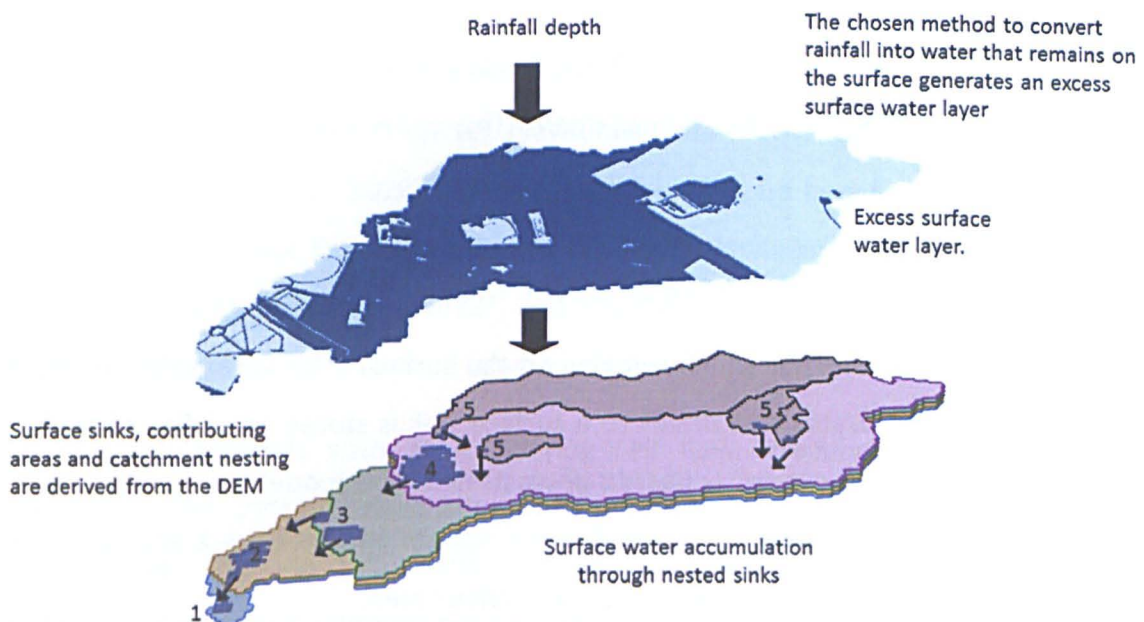 Rainfall depth
The chosen method to convert
rainfall into water that remains on
the surface generates an excess
surface water layer
Excess surface
water layer.
Surface sinks, contributing
areas and catchment nesting
are derived from the DEM
5
5
5
4
3
2
1
Surface water accumulation
through nested sinks